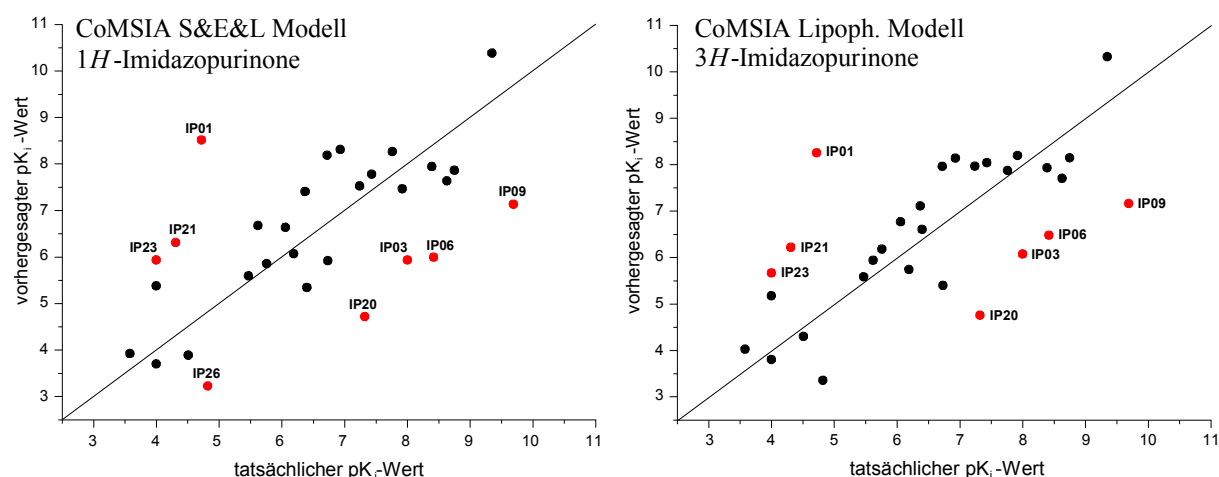 CoMSIA S&E&L Modell
1H-Imidazopurinone
11
10
9
8
7
6
5
4
3
vorhergesagter pKi-Wert
IP01
IP09
IP21
IP23
IP03
IP06
IP20
IP26
3 4 5 6 7 8 9 10 11
tatsächlicher pKi-Wert
CoMSIA Lipoph. Modell
3H-Imidazopurinone
11
10
9
8
7
6
5
4
3
vorhergesagter pKi-Wert
IP01
IP09
IP21
IP06
IP03
IP23
IP20
3 4 5 6 7 8 9 10 11
tatsächlicher pKi-Wert